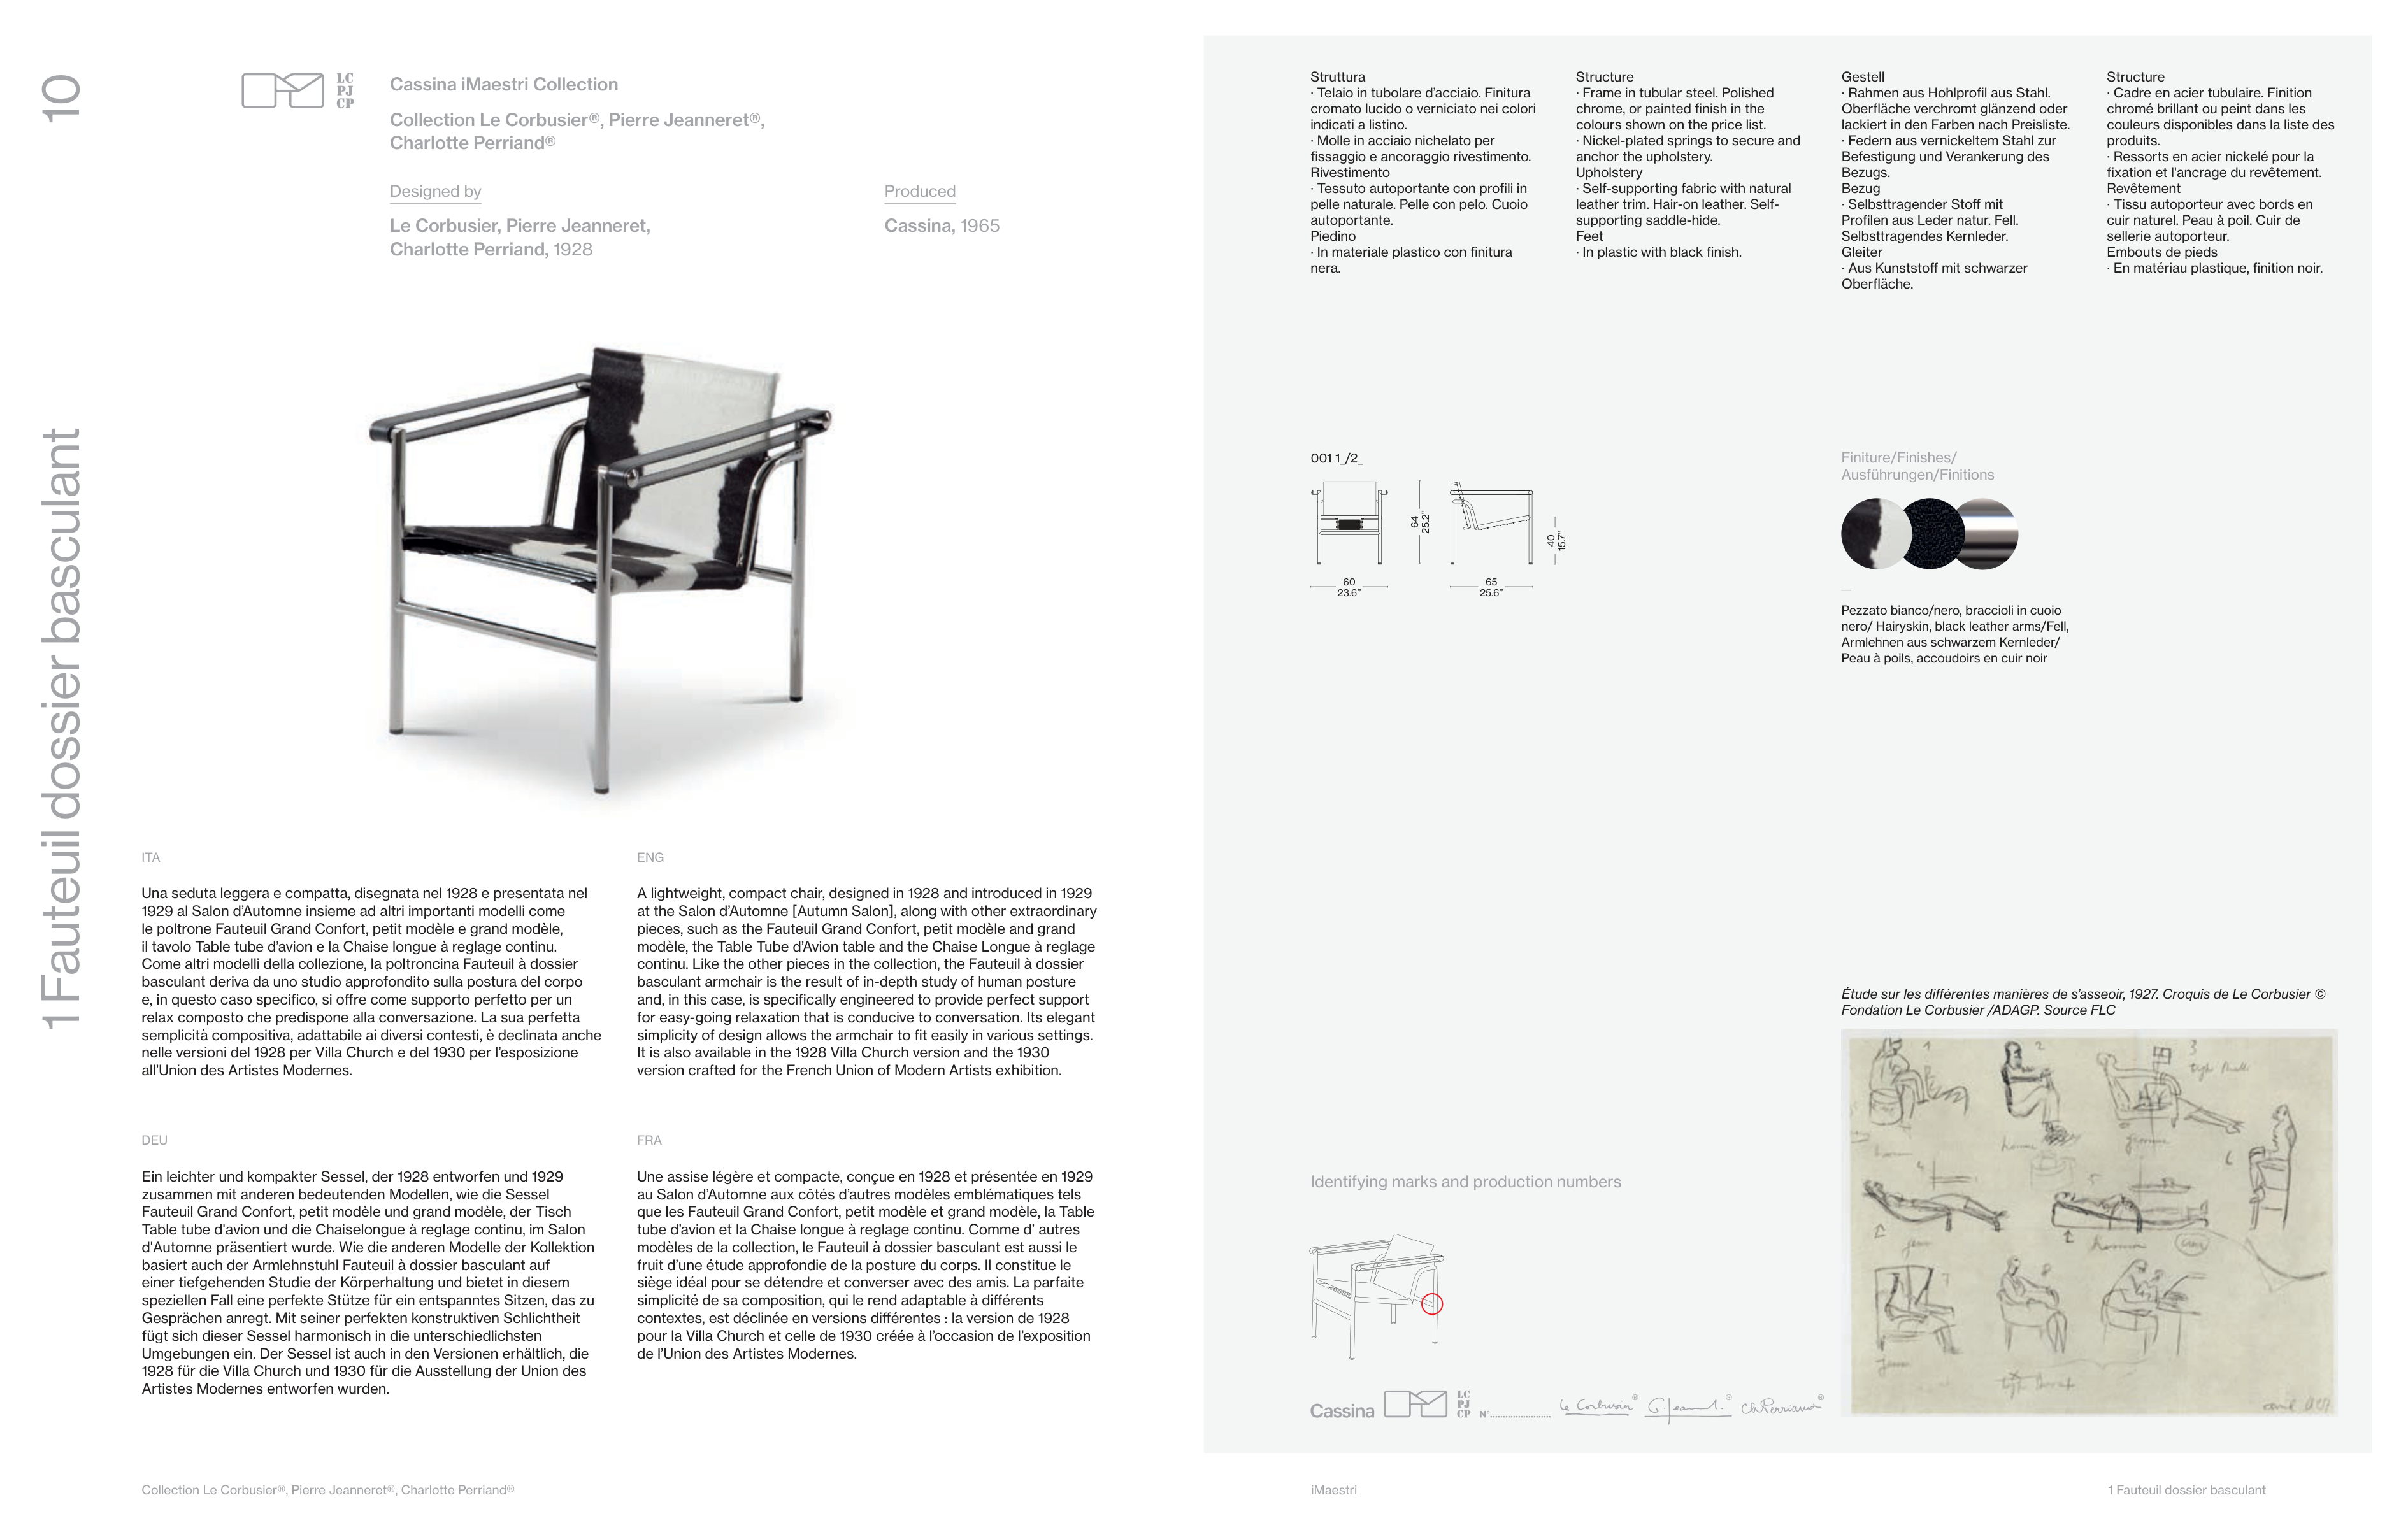 10
1 Fauteuil dossier basculant
LC
PJ
CP
Cassina iMaestri Collection
Collection Le Corbusier®, Pierre Jeanneret®,
Charlotte Perriand®
Designed by
Le Corbusier, Pierre Jeanneret,
Charlotte Perriand, 1928
Produced
Cassina, 1965
ITA
Una seduta leggera e compatta, disegnata nel 1928 e presentata nel
1929 al Salon d’Automne insieme ad altri importanti modelli come
le poltrone Fauteuil Grand Confort, petit modèle e grand modèle,
il tavolo Table tube d’avion e la Chaise longue à reglage continu.
Come altri modelli della collezione, la poltroncina Fauteuil à dossier
basculant deriva da uno studio approfondito sulla postura del corpo
e, in questo caso specifico, si offre come supporto perfetto per un
relax composto che predispone alla conversazione. La sua perfetta
semplicità compositiva, adattabile ai diversi contesti, è declinata anche
nelle versioni del 1928 per Villa Church e del 1930 per l’esposizione
all’Union des Artistes Modernes.
ENG
A lightweight, compact chair, designed in 1928 and introduced in 1929
at the Salon d’Automne [Autumn Salon], along with other extraordinary
pieces, such as the Fauteuil Grand Confort, petit modèle and grand
modèle, the Table Tube d’Avion table and the Chaise Longue à reglage
continu. Like the other pieces in the collection, the Fauteuil à dossier
basculant armchair is the result of in-depth study of human posture
and, in this case, is specifically engineered to provide perfect support
for easy-going relaxation that is conducive to conversation. Its elegant
simplicity of design allows the armchair to fit easily in various settings.
It is also available in the 1928 Villa Church version and the 1930
version crafted for the French Union of Modern Artists exhibition.
DEU
Ein leichter und kompakter Sessel, der 1928 entworfen und 1929
zusammen mit anderen bedeutenden Modellen, wie die Sessel
Fauteuil Grand Confort, petit modèle und grand modèle, der Tisch
Table tube d'avion und die Chaiselongue à reglage continu, im Salon
d'Automne präsentiert wurde. Wie die anderen Modelle der Kollektion
basiert auch der Armlehnstuhl Fauteuil à dossier basculant auf
einer tiefgehenden Studie der Körperhaltung und bietet in diesem
speziellen Fall eine perfekte Stütze für ein entspanntes Sitzen, das zu
Gesprächen anregt. Mit seiner perfekten konstruktiven Schlichtheit
fügt sich dieser Sessel harmonisch in die unterschiedlichsten
Umgebungen ein. Der Sessel ist auch in den Versionen erhältlich, die
1928 für die Villa Church und 1930 für die Ausstellung der Union des
Artistes Modernes entworfen wurden.
FRA
Une assise légère et compacte, conçue en 1928 et présentée en 1929
au Salon d’Automne aux côtés d’autres modèles emblématiques tels
que les Fauteuil Grand Confort, petit modèle et grand modèle, la Table
tube d’avion et la Chaise longue à reglage continu. Comme d’ autres
modèles de la collection, le Fauteuil à dossier basculant est aussi le
fruit d’une étude approfondie de la posture du corps. Il constitue le
siège idéal pour se détendre et converser avec des amis. La parfaite
simplicité de sa composition, qui le rend adaptable à différents
contextes, est déclinée en versions différentes : la version de 1928
pour la Villa Church et celle de 1930 créée à l’occasion de l’exposition
de l’Union des Artistes Modernes.
Collection Le Corbusier®, Pierre Jeanneret®, Charlotte Perriand®
Struttura
· Telaio in tubolare d’acciaio. Finitura
cromato lucido o verniciato nei colori
indicati a listino.
· Molle in acciaio nichelato per
fissaggio e ancoraggio rivestimento.
Rivestimento
· Tessuto autoportante con profili in
pelle naturale. Pelle con pelo. Cuoio
autoportante.
Piedino
· In materiale plastico con finitura
nera.
Structure
· Frame in tubular steel. Polished
chrome, or painted finish in the
colours shown on the price list.
· Nickel-plated springs to secure and
anchor the upholstery.
Upholstery
· Self-supporting fabric with natural
leather trim. Hair-on leather. Self-
supporting saddle-hide.
Feet
· In plastic with black finish.
Gestell
· Rahmen aus Hohlprofil aus Stahl.
Oberfläche verchromt glänzend oder
lackiert in den Farben nach Preisliste.
· Federn aus vernickeltem Stahl zur
Befestigung und Verankerung des
Bezugs.
Bezug
· Selbsttragender Stoff mit
Profilen aus Leder natur. Fell.
Selbsttragendes Kernleder.
Gleiter
· Aus Kunststoff mit schwarzer
Oberfläche.
Structure
· Cadre en acier tubulaire. Finition
chromé brillant ou peint dans les
couleurs disponibles dans la liste des
produits.
· Ressorts en acier nickelé pour la
fixation et l'ancrage du revêtement.
Revêtement
· Tissu autoporteur avec bords en
cuir naturel. Peau à poil. Cuir de
sellerie autoporteur.
Embouts de pieds
· En matériau plastique, finition noir.
001 1_/2_
64
25.2"
40
15.7"
60
23.6"
65
25.6"
Finiture/Finishes/
Ausführungen/Finitions
Pezzato bianco/nero, braccioli in cuoio
nero/ Hairyskin, black leather arms/Fell,
Armlehnen aus schwarzem Kernleder/
Peau à poils, accoudoirs en cuir noir
Étude sur les différentes manières de s’asseoir, 1927. Croquis de Le Corbusier ©
Fondation Le Corbusier /ADAGP. Source FLC
1
2
3
homme
6
Identifying marks and production numbers
Cassina
LC
PJ
CP
N°
Le Corbusier®
P. Jeanneret.®
Ch Perriand®
iMaestri
1 Fauteuil dossier basculant